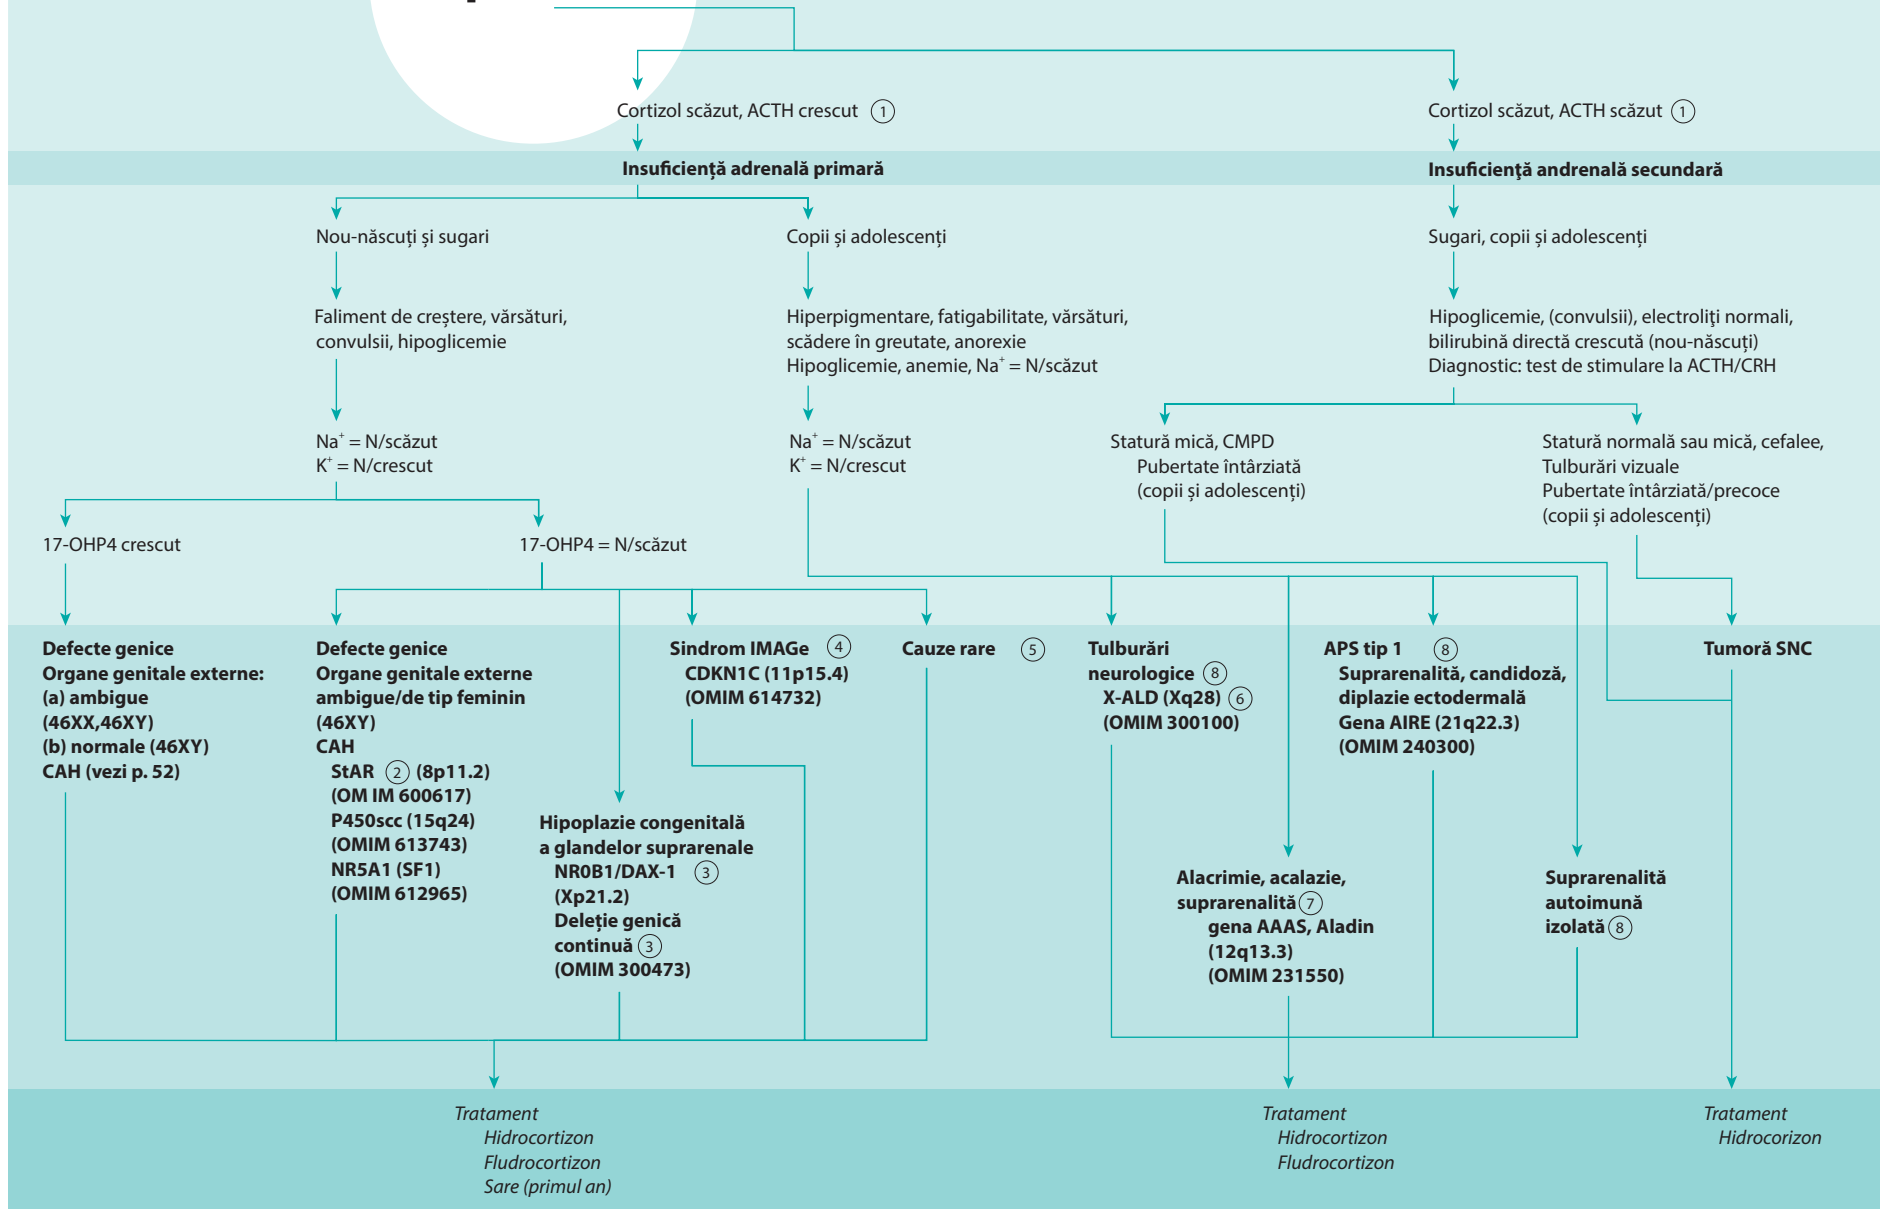 Cortizol scăzut, ACTH crescut 1
Cortizol scăzut, ACTH scăzut 1
Insuficiență adrenală primară
Insuficienţă andrenală secundară
Nou-născuți și sugari
Copii și adolescenți
Sugari, copii și adolescenți
Faliment de creștere, vărsături,
convulsii, hipoglicemie
Hiperpigmentare, fatigabilitate, vărsături,
scădere în greutate, anorexie
Hipoglicemie, anemie, Na+ = N/scăzut
Hipoglicemie, (convulsii), electroliţi normali,
bilirubină directă crescută (nou-născuți)
Diagnostic: test de stimulare la ACTH/CRH
Na+ = N/scăzut
K+ = N/crescut
Na+ = N/scăzut
K+ = N/crescut
Statură mică, CMPD
Pubertate întârziată
(copii și adolescenți)
Statură normală sau mică, cefalee,
Tulburări vizuale
Pubertate întârziată/precoce
(copii și adolescenți)
17-OHP4 crescut
17-OHP4 = N/scăzut
Defecte genice
Organe genitale externe:
(a) ambigue
(46XX,46XY)
(b) normale (46XY)
CAH (vezi p. 52)
Defecte genice
Organe genitale externe
ambigue/de tip feminin
(46XY)
CAH
StAR 2 (8p11.2)
(OM IM 600617)
P450scc (15q24)
(OMIM 613743)
NR5A1 (SF1)
(OMIM 612965)
Hipoplazie congenitală
a glandelor suprarenale
NR0B1/DAX-1 3
(Xp21.2)
Deleție genică
continuă 3
(OMIM 300473)
Sindrom IMAGe 4
CDKN1C (11p15.4)
(OMIM 614732)
Cauze rare 5
Tulburări
neurologice 8
X-ALD (Xq28) 6
(OMIM 300100)
Alacrimie, acalazie,
suprarenalită 7
gena AAAS, Aladin
(12q13.3)
(OMIM 231550)
APS tip 1 8
Suprarenalită, candidoză,
diplazie ectodermală
Gena AIRE (21q22.3)
(OMIM 240300)
Suprarenalită
autoimună
izolată 8
Tumoră SNC
Tratament
Hidrocortizon
Fludrocortizon
Sare (primul an)
Tratament
Hidrocortizon
Fludrocortizon
Tratament
Hidrocorizon